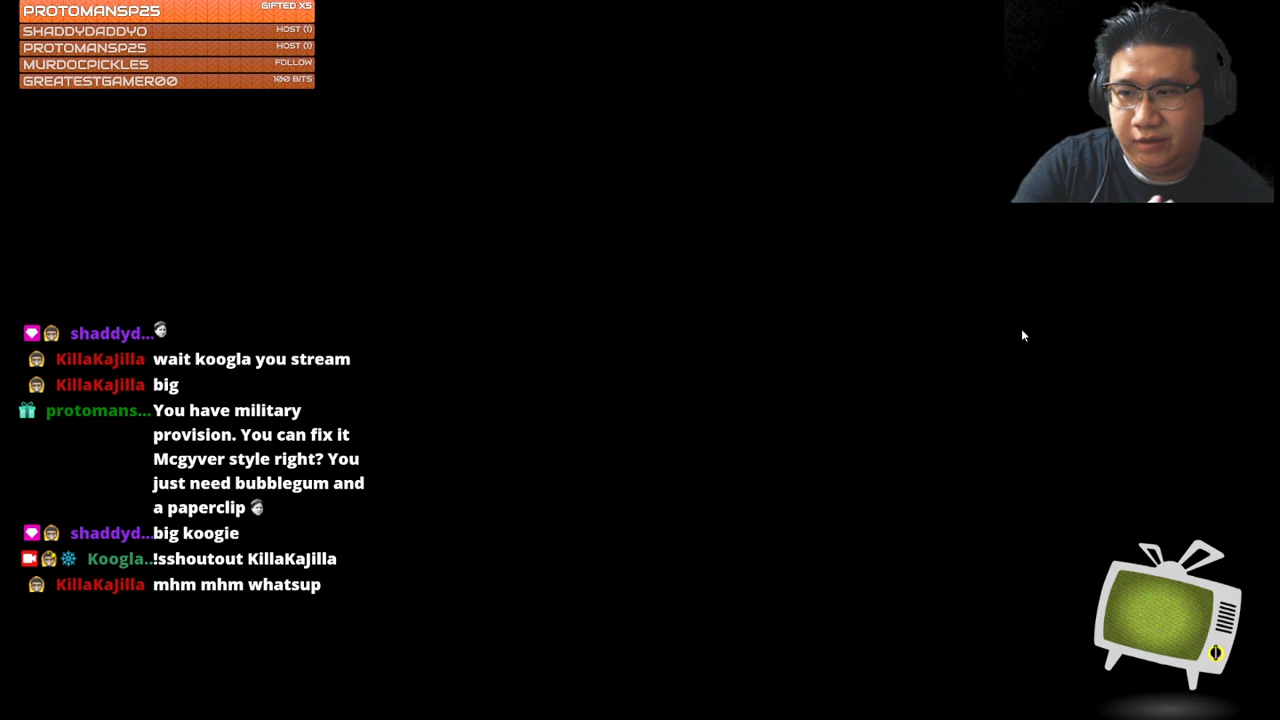 PROTOMANSP25 GIFTED X5
SHADDYDADDYO HOST (1)
PROTOMANSP25 HOST (1)
MURDOCPICKLES FOLLOW
GREATESTGAMER00 100 BITS
shaddyd...
KillaKaJilla wait koogla you stream
KillaKaJilla big
protomans... You have military
provision. You can fix it
Mcgyver style right? You
just need bubblegum and
a paperclip
shaddyd... big koogie
Koogla... !sshoutout KillaKaJilla
KillaKaJilla mhm mhm whatsup